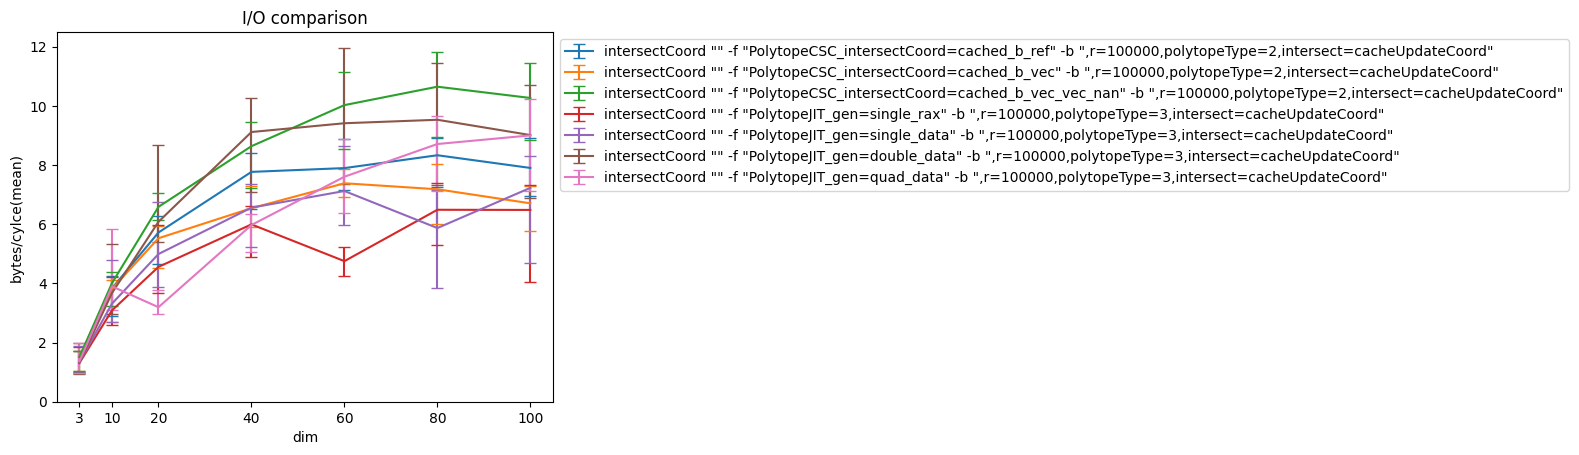 I/O comparison
12
10
8
6
4
2
0
bytes/cylce(mean)
3 10 20 40 60 80 100
dim
intersectCoord "" -f "PolytopeCSC_intersectCoord=cached_b_ref" -b ",r=100000,polytopeType=2,intersect=cacheUpdateCoord"
intersectCoord "" -f "PolytopeCSC_intersectCoord=cached_b_vec" -b ",r=100000,polytopeType=2,intersect=cacheUpdateCoord"
intersectCoord "" -f "PolytopeCSC_intersectCoord=cached_b_vec_vec_nan" -b ",r=100000,polytopeType=2,intersect=cacheUpdateCoord"
intersectCoord "" -f "PolytopeJIT_gen=single_rax" -b ",r=100000,polytopeType=3,intersect=cacheUpdateCoord"
intersectCoord "" -f "PolytopeJIT_gen=single_data" -b ",r=100000,polytopeType=3,intersect=cacheUpdateCoord"
intersectCoord "" -f "PolytopeJIT_gen=double_data" -b ",r=100000,polytopeType=3,intersect=cacheUpdateCoord"
intersectCoord "" -f "PolytopeJIT_gen=quad_data" -b ",r=100000,polytopeType=3,intersect=cacheUpdateCoord"